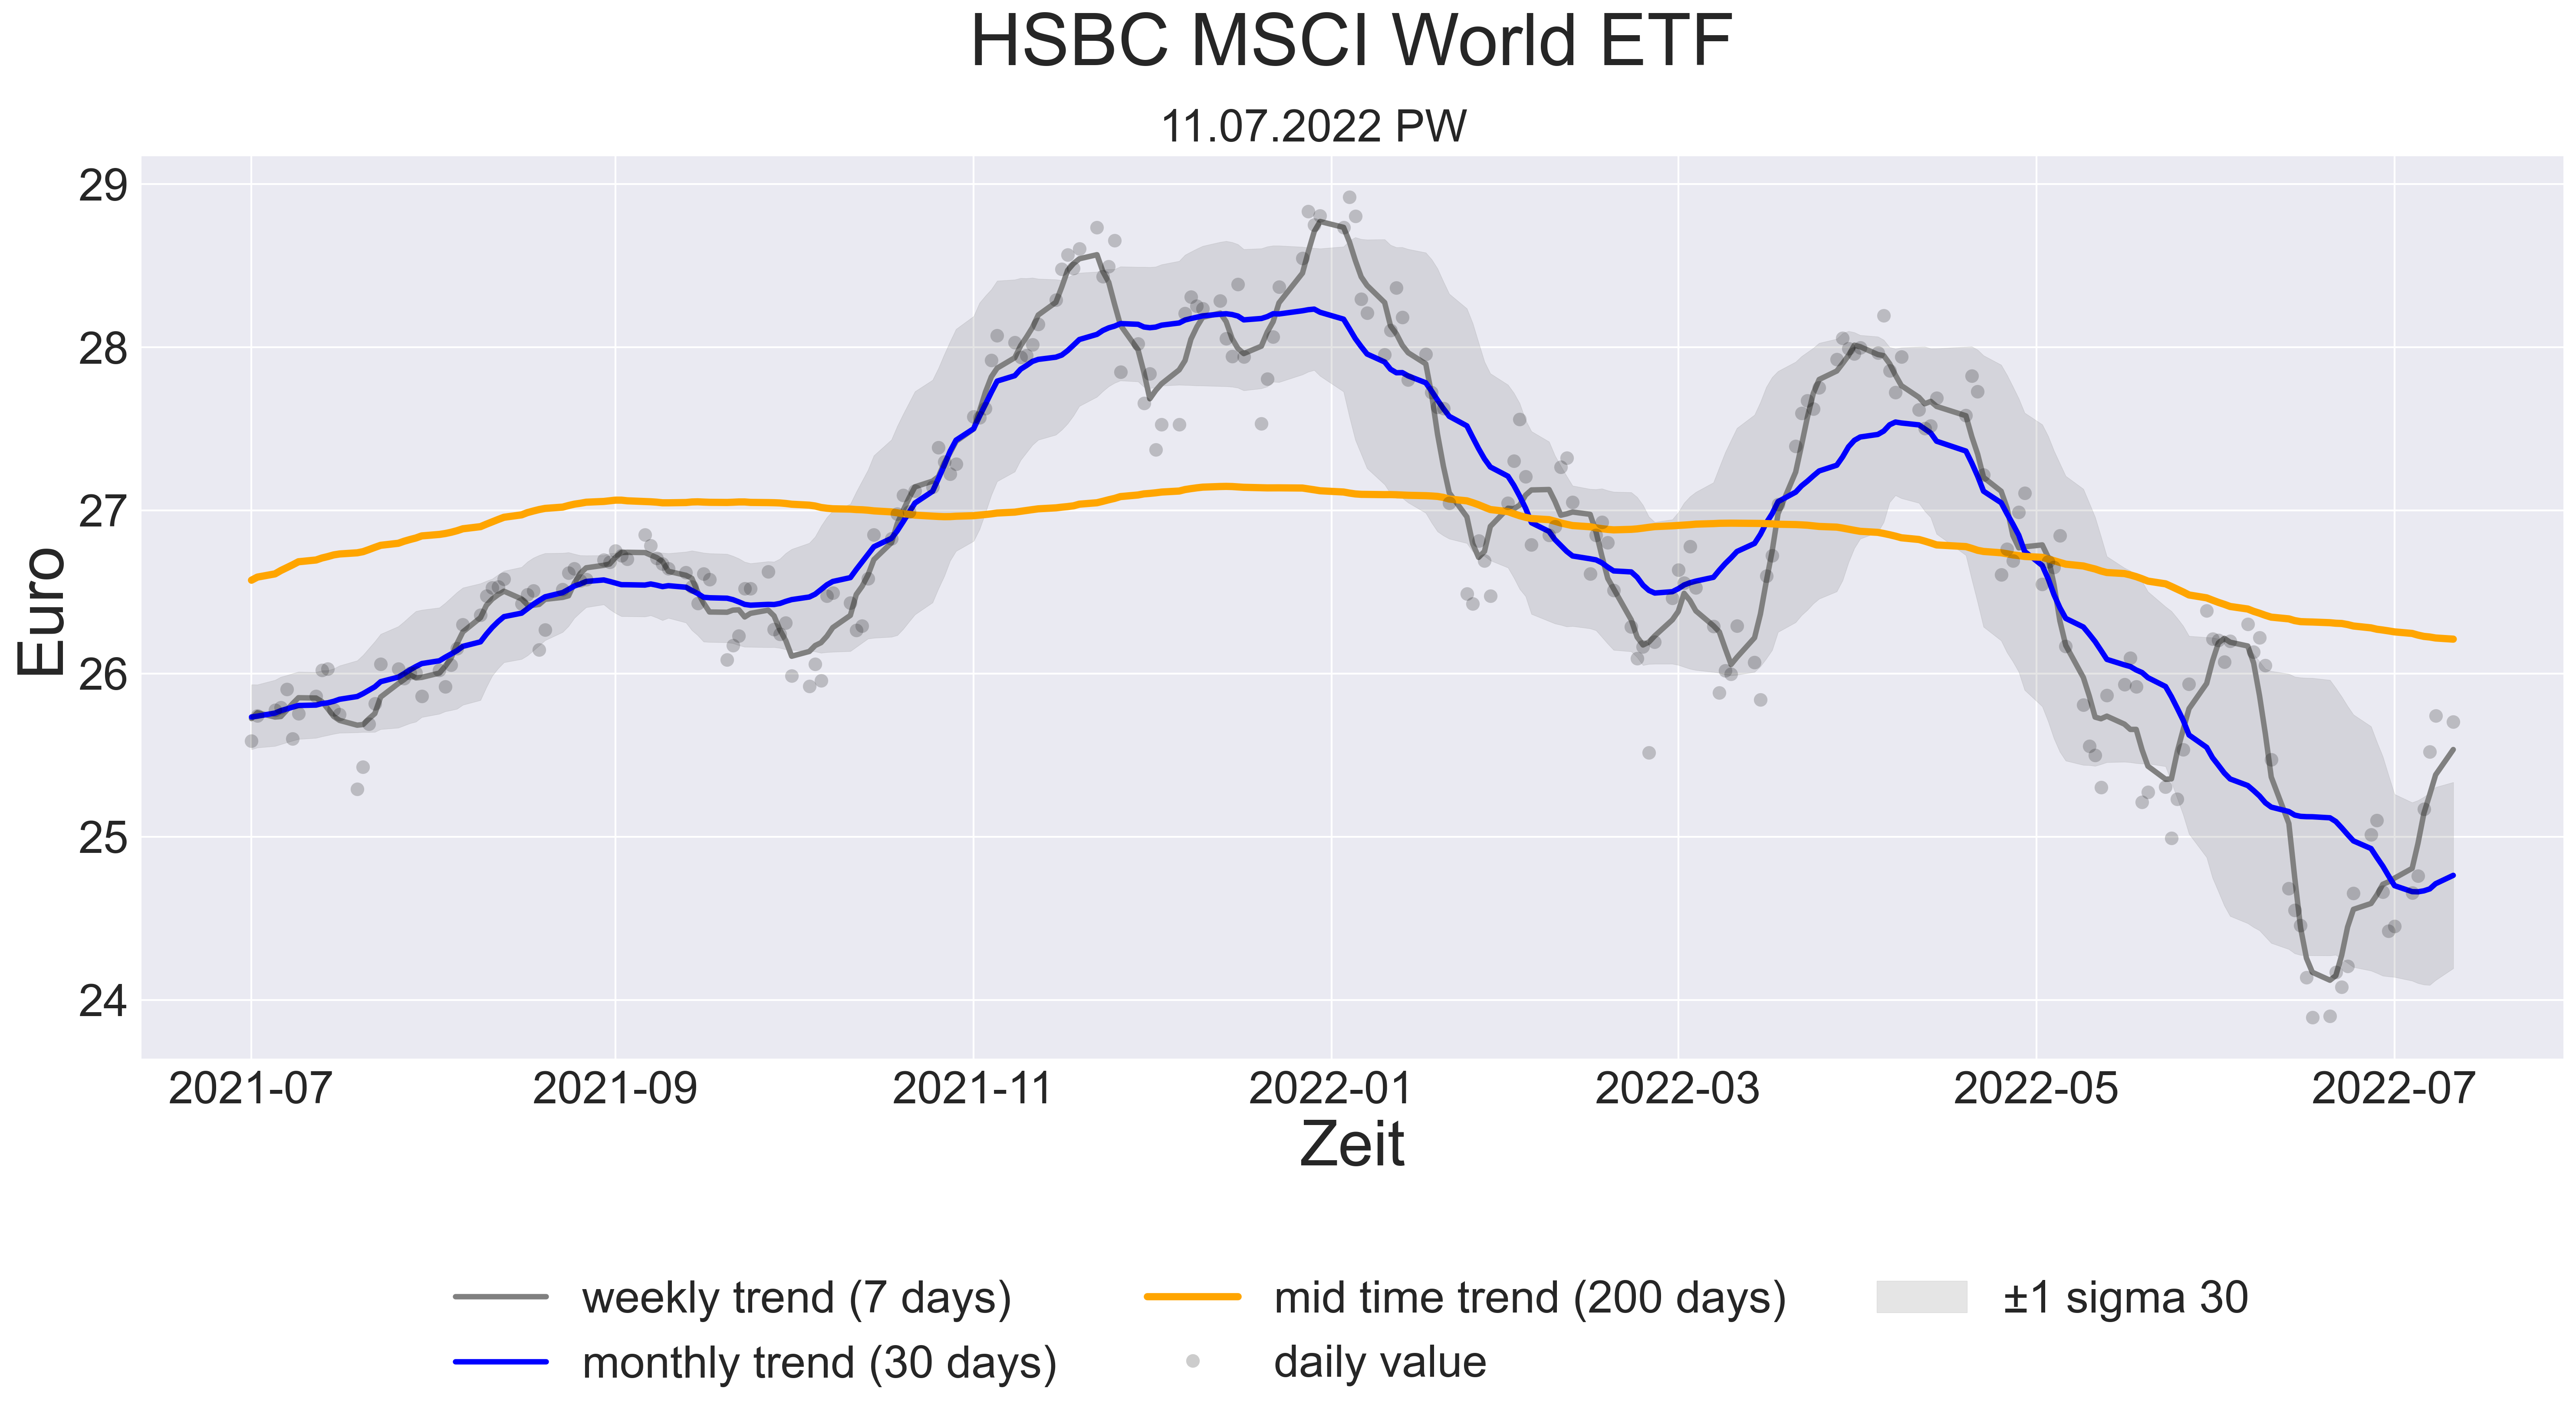 HSBC MSCI World ETF
11.07.2022 PW
29
28
27
26
25
24
Euro
2021-07 2021-09 2021-11 2022-01 2022-03 2022-05 2022-07
Zeit
weekly trend (7 days) mid time trend (200 days) ±1 sigma 30
monthly trend (30 days) daily value